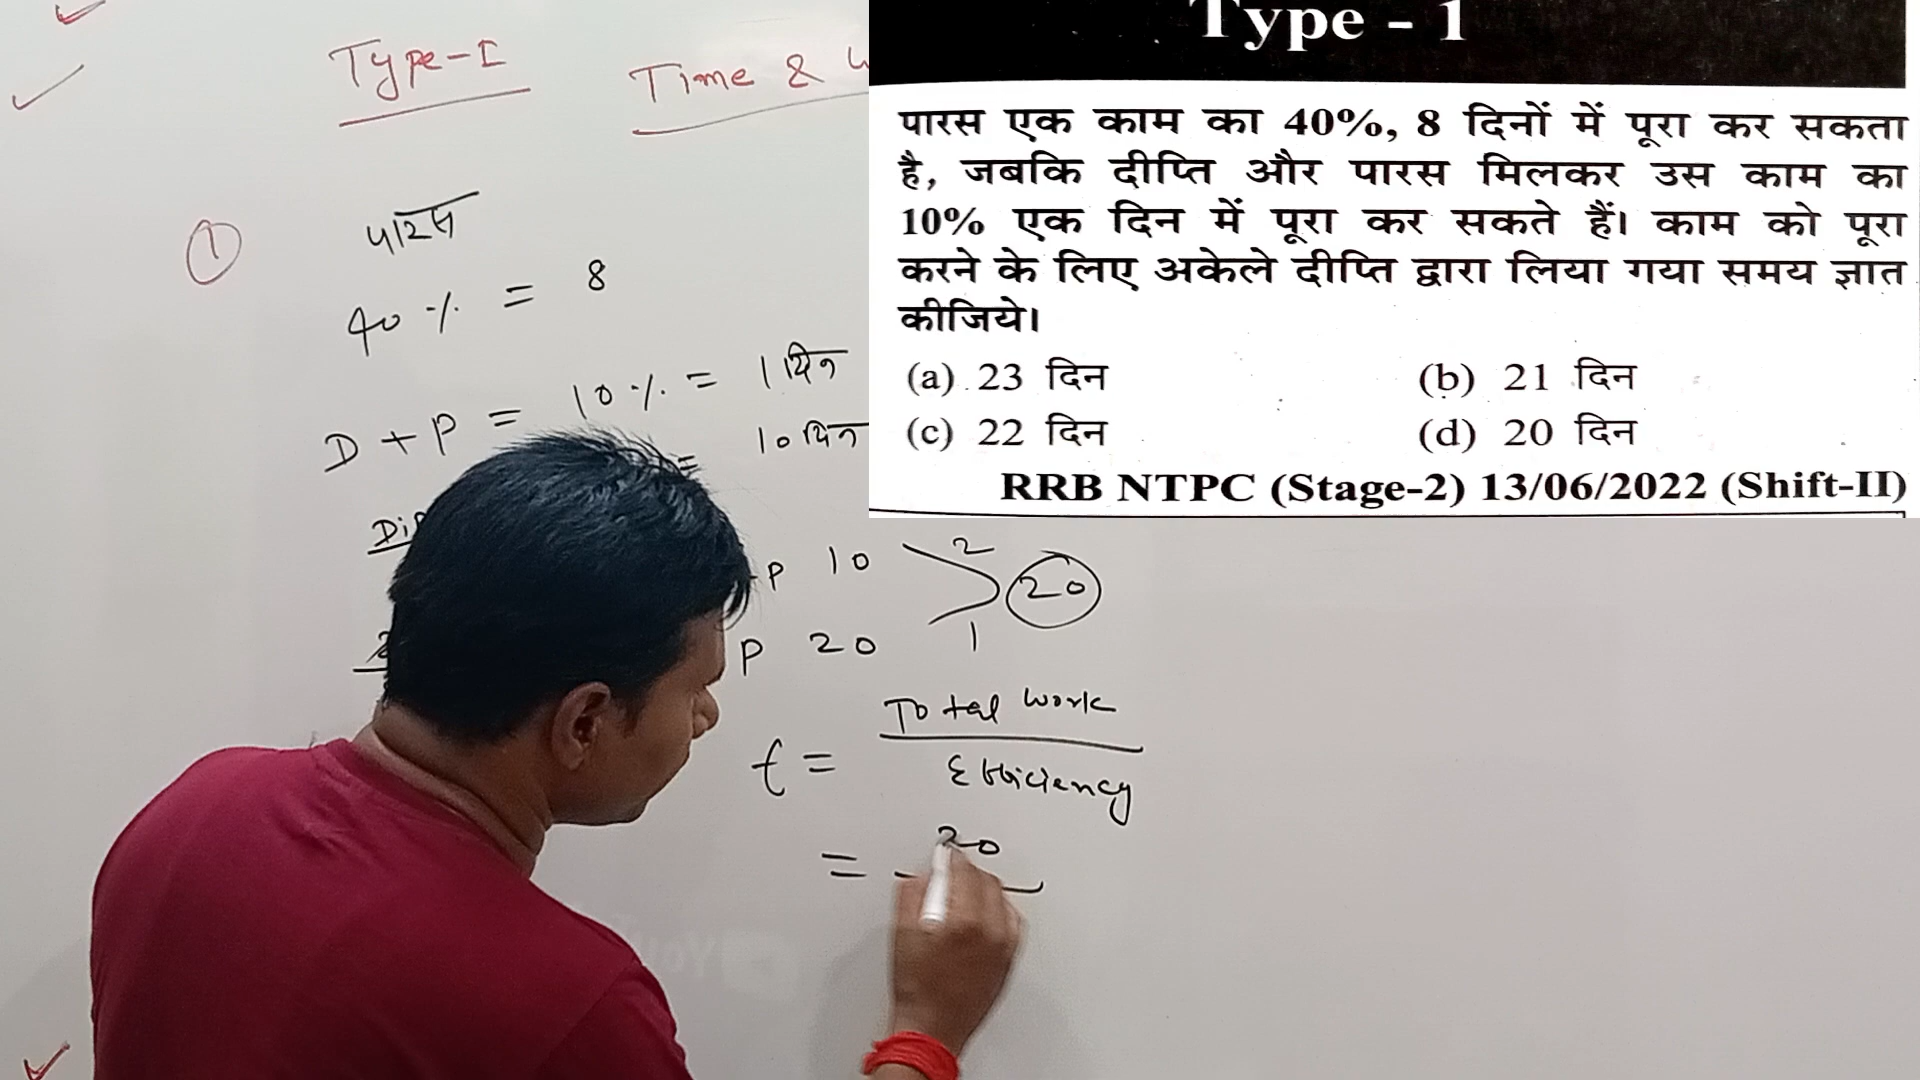 Type-I
Time &
①
पारस
40 % = 8
D + P = 10 % = 1 दिन
= 10 दिन
P 10
2
20
P 20
1
t = Total work
Efficiency
= 20
Type - 1
पारस एक काम का 40%, 8 दिनों में पूरा कर सकता
है, जबकि दीप्ति और पारस मिलकर उस काम का
10% एक दिन में पूरा कर सकते हैं। काम को पूरा
करने के लिए अकेले दीप्ति द्वारा लिया गया समय ज्ञात
कीजिये।
(a) 23 दिन (b) 21 दिन
(c) 22 दिन (d) 20 दिन
RRB NTPC (Stage-2) 13/06/2022 (Shift-II)